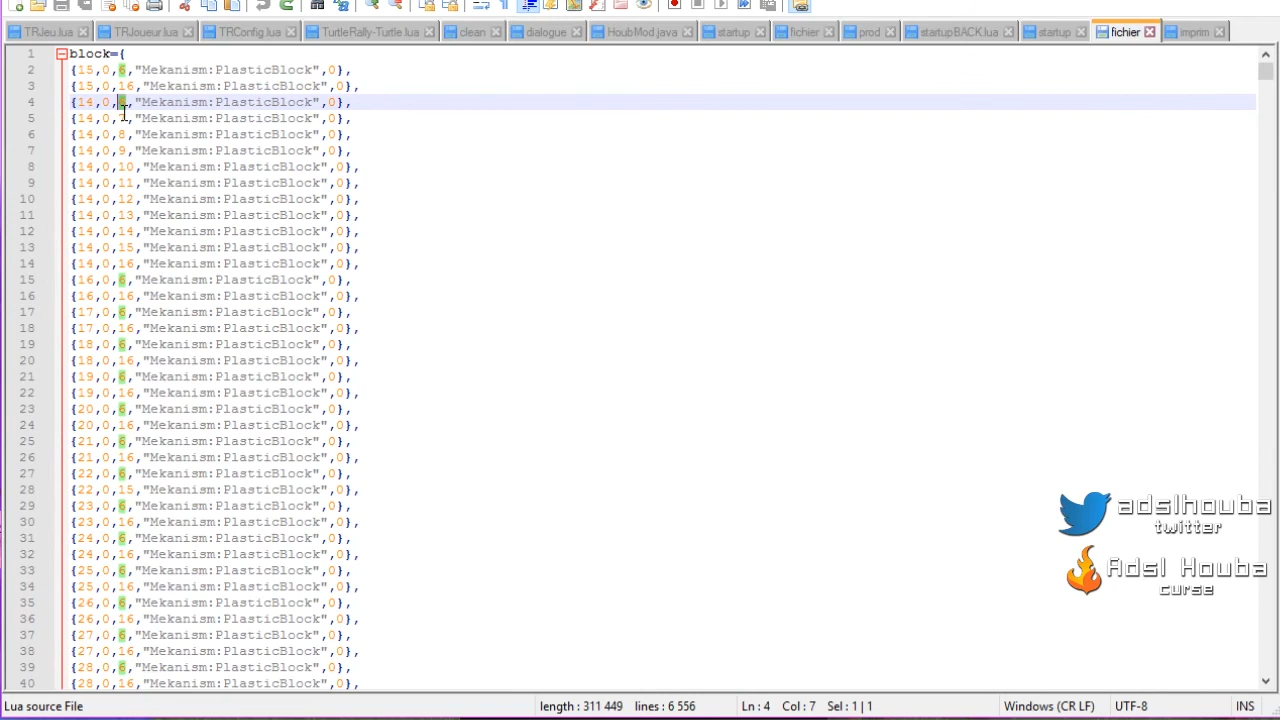 TRJeu.lua TRJoueur.lua TRConfig.lua TurtleRally-Turtle.lua clean dialogue HoubMod.java startup fichier prod startupBACK.lua startup fichier imprim
1 block={
2 {15,0,6,"Mekanism:PlasticBlock",0},
3 {15,0,16,"Mekanism:PlasticBlock",0},
4 {14,0,6,"Mekanism:PlasticBlock",0},
5 {14,0,7,"Mekanism:PlasticBlock",0},
6 {14,0,8,"Mekanism:PlasticBlock",0},
7 {14,0,9,"Mekanism:PlasticBlock",0},
8 {14,0,10,"Mekanism:PlasticBlock",0},
9 {14,0,11,"Mekanism:PlasticBlock",0},
10 {14,0,12,"Mekanism:PlasticBlock",0},
11 {14,0,13,"Mekanism:PlasticBlock",0},
12 {14,0,14,"Mekanism:PlasticBlock",0},
13 {14,0,15,"Mekanism:PlasticBlock",0},
14 {14,0,16,"Mekanism:PlasticBlock",0},
15 {16,0,6,"Mekanism:PlasticBlock",0},
16 {16,0,16,"Mekanism:PlasticBlock",0},
17 {17,0,6,"Mekanism:PlasticBlock",0},
18 {17,0,16,"Mekanism:PlasticBlock",0},
19 {18,0,6,"Mekanism:PlasticBlock",0},
20 {18,0,16,"Mekanism:PlasticBlock",0},
21 {19,0,6,"Mekanism:PlasticBlock",0},
22 {19,0,16,"Mekanism:PlasticBlock",0},
23 {20,0,6,"Mekanism:PlasticBlock",0},
24 {20,0,16,"Mekanism:PlasticBlock",0},
25 {21,0,6,"Mekanism:PlasticBlock",0},
26 {21,0,16,"Mekanism:PlasticBlock",0},
27 {22,0,6,"Mekanism:PlasticBlock",0},
28 {22,0,15,"Mekanism:PlasticBlock",0},
29 {23,0,6,"Mekanism:PlasticBlock",0},
30 {23,0,16,"Mekanism:PlasticBlock",0},
31 {24,0,6,"Mekanism:PlasticBlock",0},
32 {24,0,16,"Mekanism:PlasticBlock",0},
33 {25,0,6,"Mekanism:PlasticBlock",0},
34 {25,0,16,"Mekanism:PlasticBlock",0},
35 {26,0,6,"Mekanism:PlasticBlock",0},
36 {26,0,16,"Mekanism:PlasticBlock",0},
37 {27,0,6,"Mekanism:PlasticBlock",0},
38 {27,0,16,"Mekanism:PlasticBlock",0},
39 {28,0,6,"Mekanism:PlasticBlock",0},
40 {28,0,16,"Mekanism:PlasticBlock",0},
adslhouba
twitter
Adsl Houba
curse
Lua source File length : 311 449 lines : 6 556 Ln : 4 Col : 7 Sel : 1 | 1 Windows (CR LF) UTF-8 INS